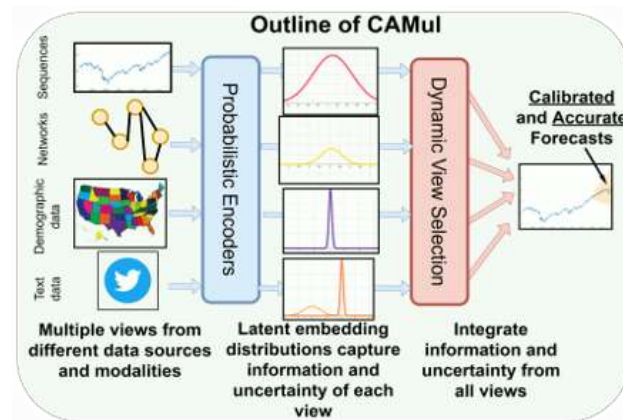 Outline of CAMul
Sequences
Networks
Demographic
data
Text
data
Probabilistic Encoders
Dynamic View
Selection
Calibrated
and Accurate
Forecasts
Multiple views from
different data sources
and modalities
Latent embedding
distributions capture
information and
uncertainty of each
view
Integrate
information and
uncertainty from
all views